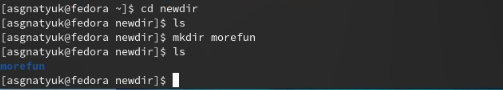 [asgnatyuk@fedora ~]$ cd newdir
[asgnatyuk@fedora newdir]$ ls
[asgnatyuk@fedora newdir]$ mkdir morefun
[asgnatyuk@fedora newdir]$ ls
morefun
[asgnatyuk@fedora newdir]$